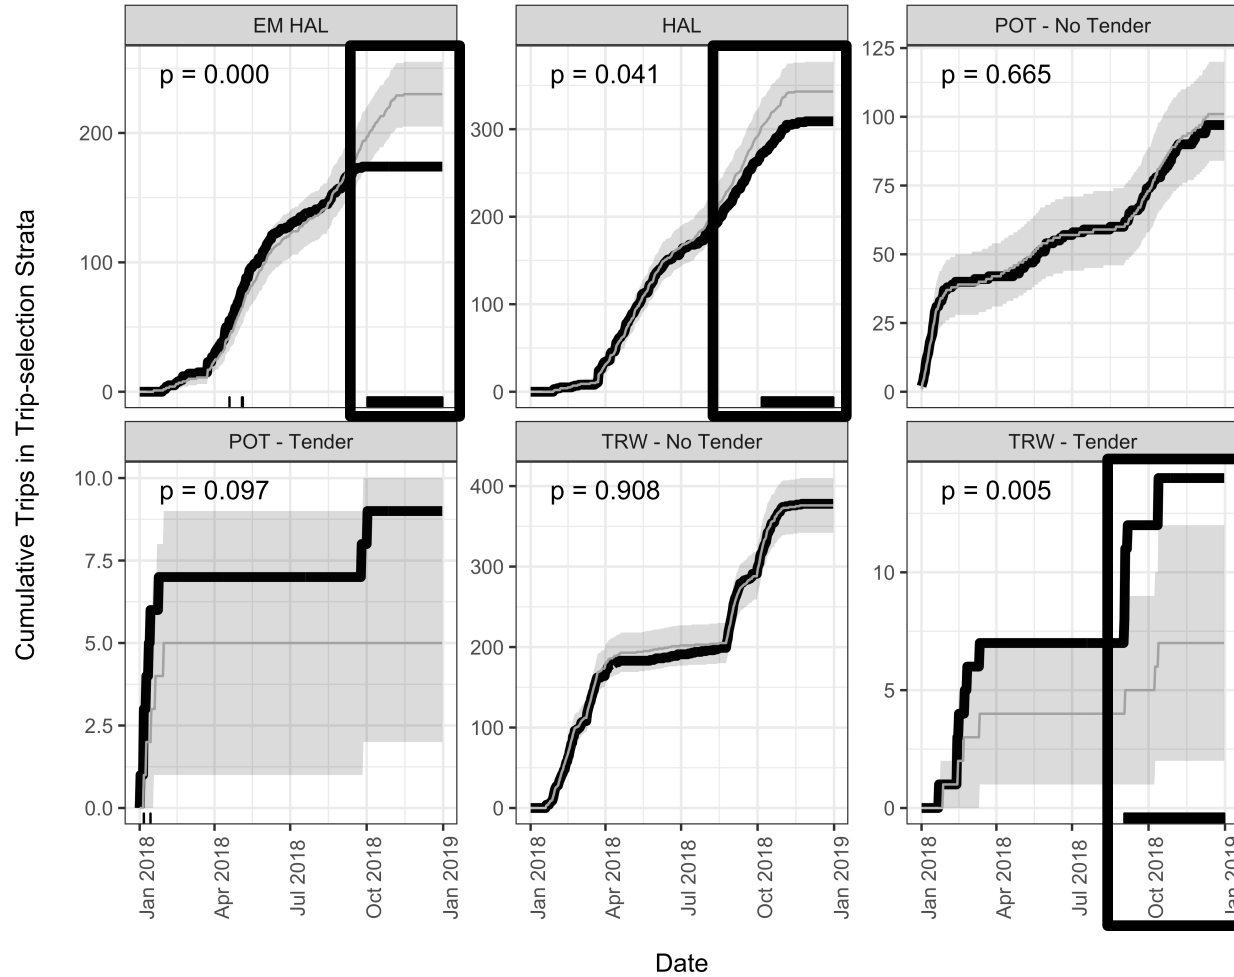 EM HAL
HAL
POT - No Tender
p = 0.000
p = 0.041
p = 0.665
200
100
0
300
200
100
0
125
100
75
50
25
0
Cumulative Trips in Trip-selection Strata
POT - Tender
TRW - No Tender
TRW - Tender
p = 0.097
p = 0.908
p = 0.005
10.0
7.5
5.0
2.5
0.0
400
300
200
100
0
10
5
0
Jan 2018
Apr 2018
Jul 2018
Oct 2018
Jan 2019
Jan 2018
Apr 2018
Jul 2018
Oct 2018
Jan 2019
Jan 2018
Apr 2018
Jul 2018
Oct 2018
Jan 2019
Date